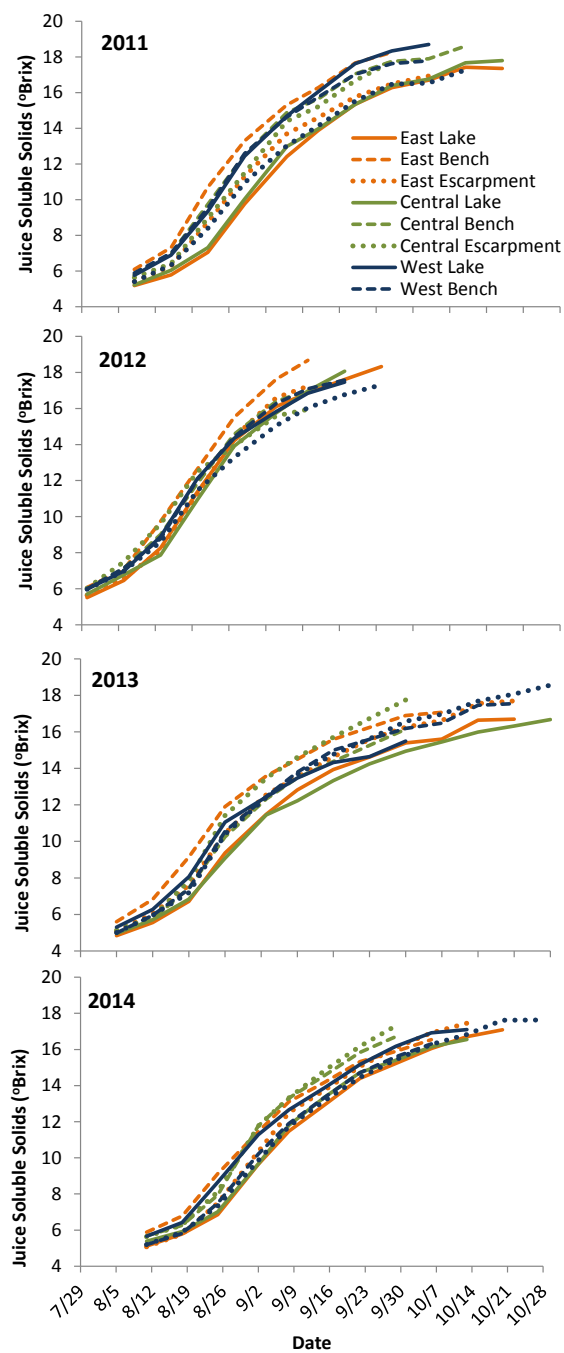 2011
Juice Soluble Solids (ºBrix)
20
18
16
14
12
10
8
6
4
East Lake
East Bench
East Escarpment
Central Lake
Central Bench
Central Escarpment
West Lake
West Bench
2012
Juice Soluble Solids (ºBrix)
20
18
16
14
12
10
8
6
4
2013
Juice Soluble Solids (ºBrix)
20
18
16
14
12
10
8
6
4
2014
Juice Soluble Solids (ºBrix)
20
18
16
14
12
10
8
6
4
7/29 8/5 8/12 8/19 8/26 9/2 9/9 9/16 9/23 9/30 10/7 10/14 10/21 10/28
Date